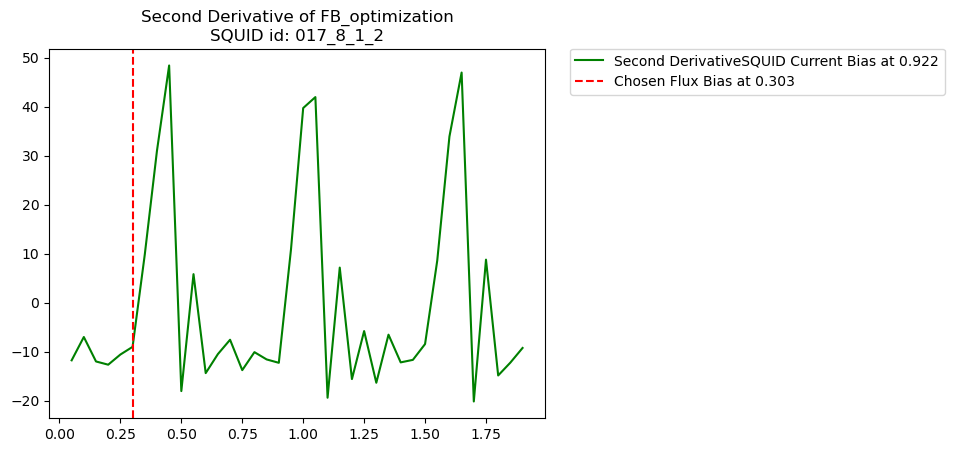 Second Derivative of FB_optimization
SQUID id: 017_8_1_2
50
40
30
20
10
0
−10
−20
0.00 0.25 0.50 0.75 1.00 1.25 1.50 1.75
Second DerivativeSQUID Current Bias at 0.922
Chosen Flux Bias at 0.303